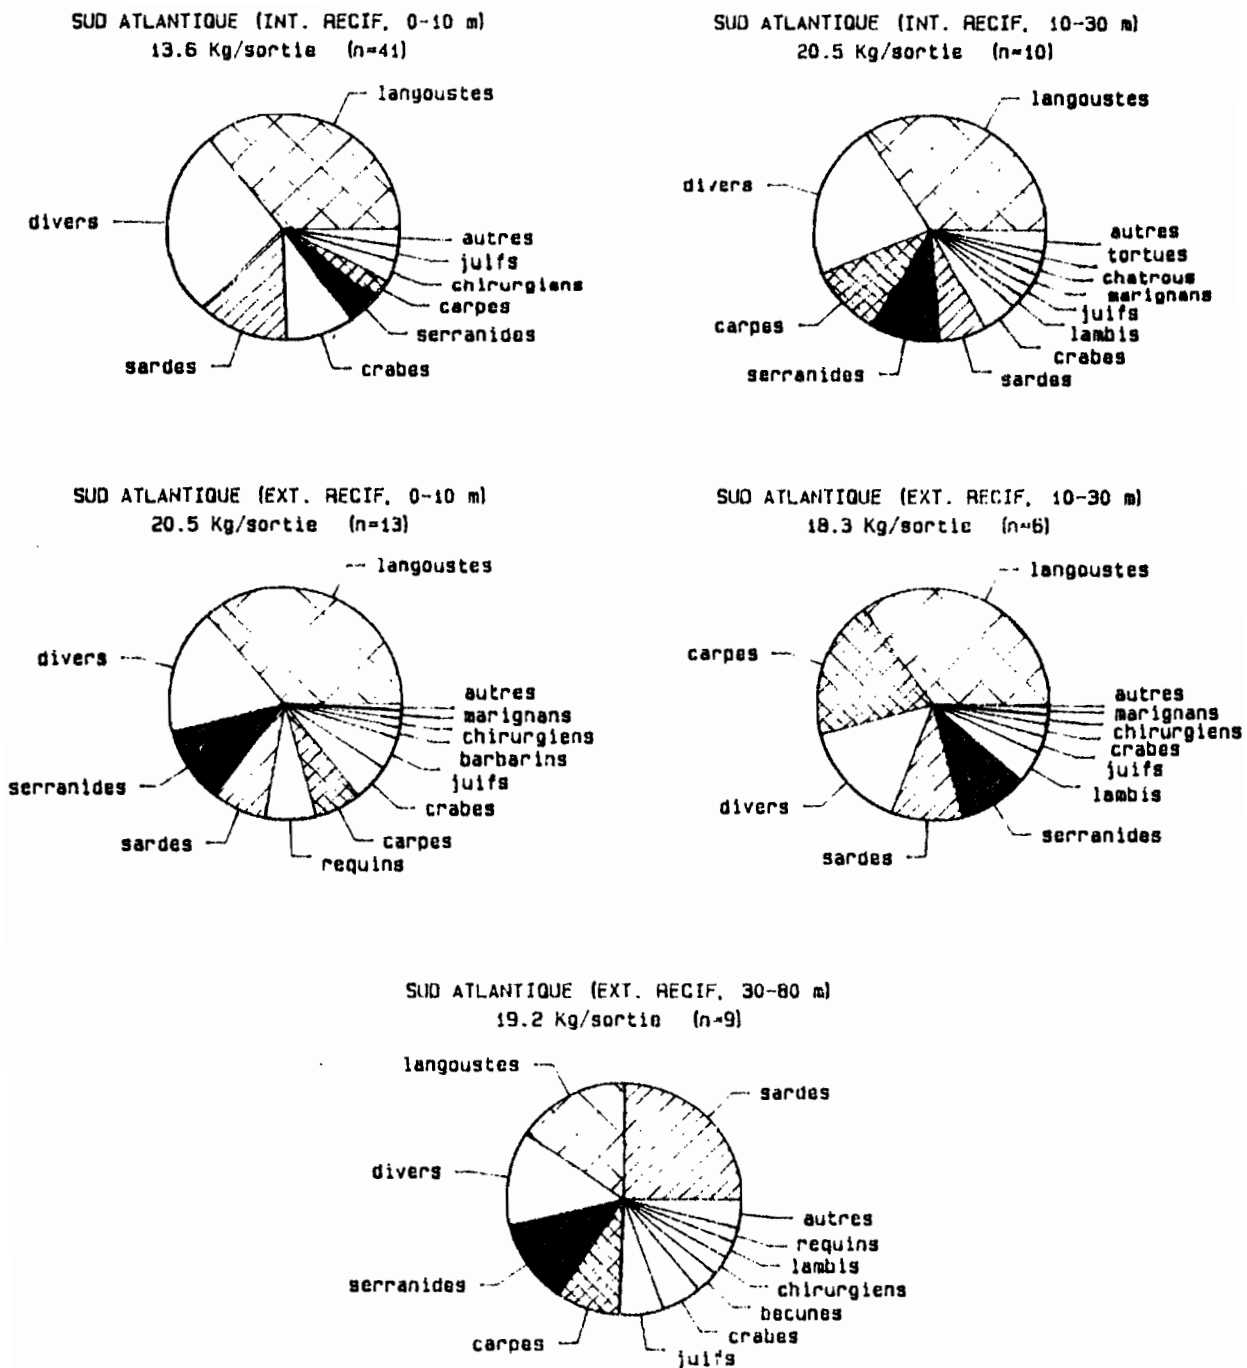 SUD ATLANTIQUE (INT. RECIF, 0-10 m)
13.6 Kg/sortie (n=41)
langoustes
divers
autres
juifs
chirurgiens
carpes
serranides
crabes
sardes
SUD ATLANTIQUE (INT. RECIF, 10-30 m)
20.5 Kg/sortie (n=10)
langoustes
divers
autres
tortues
chatrous
marignans
juifs
lambis
crabes
carpes
serranides
sardes
SUD ATLANTIQUE (EXT. RECIF, 0-10 m)
20.5 Kg/sortie (n=13)
langoustes
divers
autres
marignans
chirurgiens
barbarins
juifs
crabes
serranides
carpes
sardes
requins
SUD ATLANTIQUE (EXT. RECIF, 10-30 m)
18.3 Kg/sortie (n=6)
langoustes
carpes
autres
marignans
chirurgiens
crabes
juifs
lambis
divers
serranides
sardes
SUD ATLANTIQUE (EXT. RECIF, 30-80 m)
19.2 Kg/sortie (n=9)
langoustes
sardes
divers
autres
requins
lambis
chirurgiens
becunes
crabes
serranides
carpes
juifs